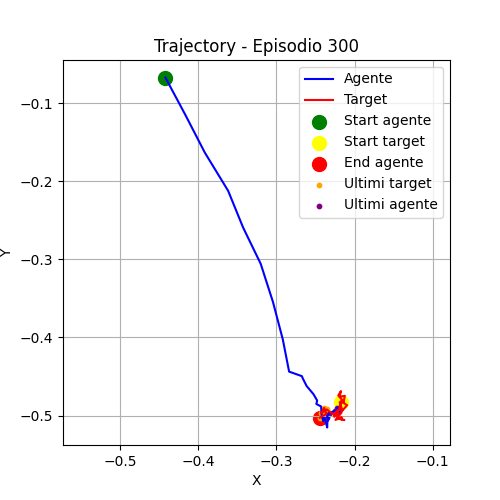 Trajectory - Episodio 300
Agente
Target
Start agente
Start target
End agente
Ultimi target
Ultimi agente
Y
−0.1
−0.2
−0.3
−0.4
−0.5
−0.5
−0.4
−0.3
−0.2
−0.1
X